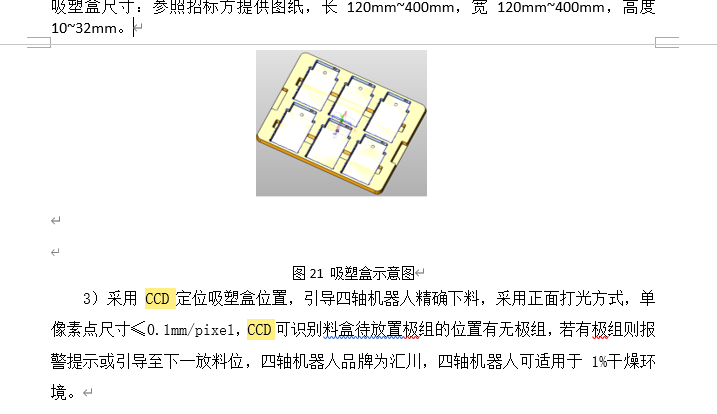 吸塑盒尺寸：参照招标方提供图纸，长 120mm~400mm，宽 120mm~400mm，高度
10~32mm。
图 21 吸塑盒示意图
3）采用 CCD 定位吸塑盒位置，引导四轴机器人精确下料，采用正面打光方式，单
像素点尺寸≤0.1mm/pixel，CCD 可识别料盒待放置极组的位置有无极组，若有极组则报
警提示或引导至下一放料位，四轴机器人品牌为汇川，四轴机器人可适用于 1%干燥环
境。